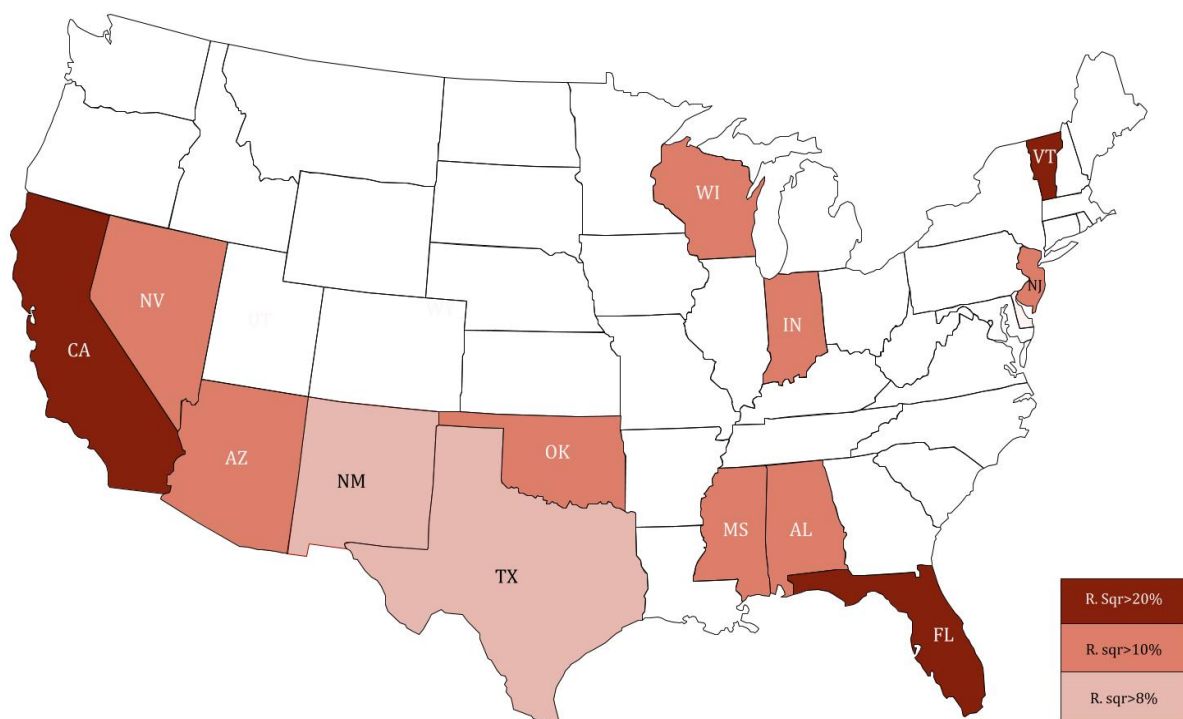 VT
WI
NV
UT
NJ
IN
CA
AZ
OK
NM
MS
AL
TX
R. Sqr>20%
FL
R. sqr>10%
R. sqr>8%